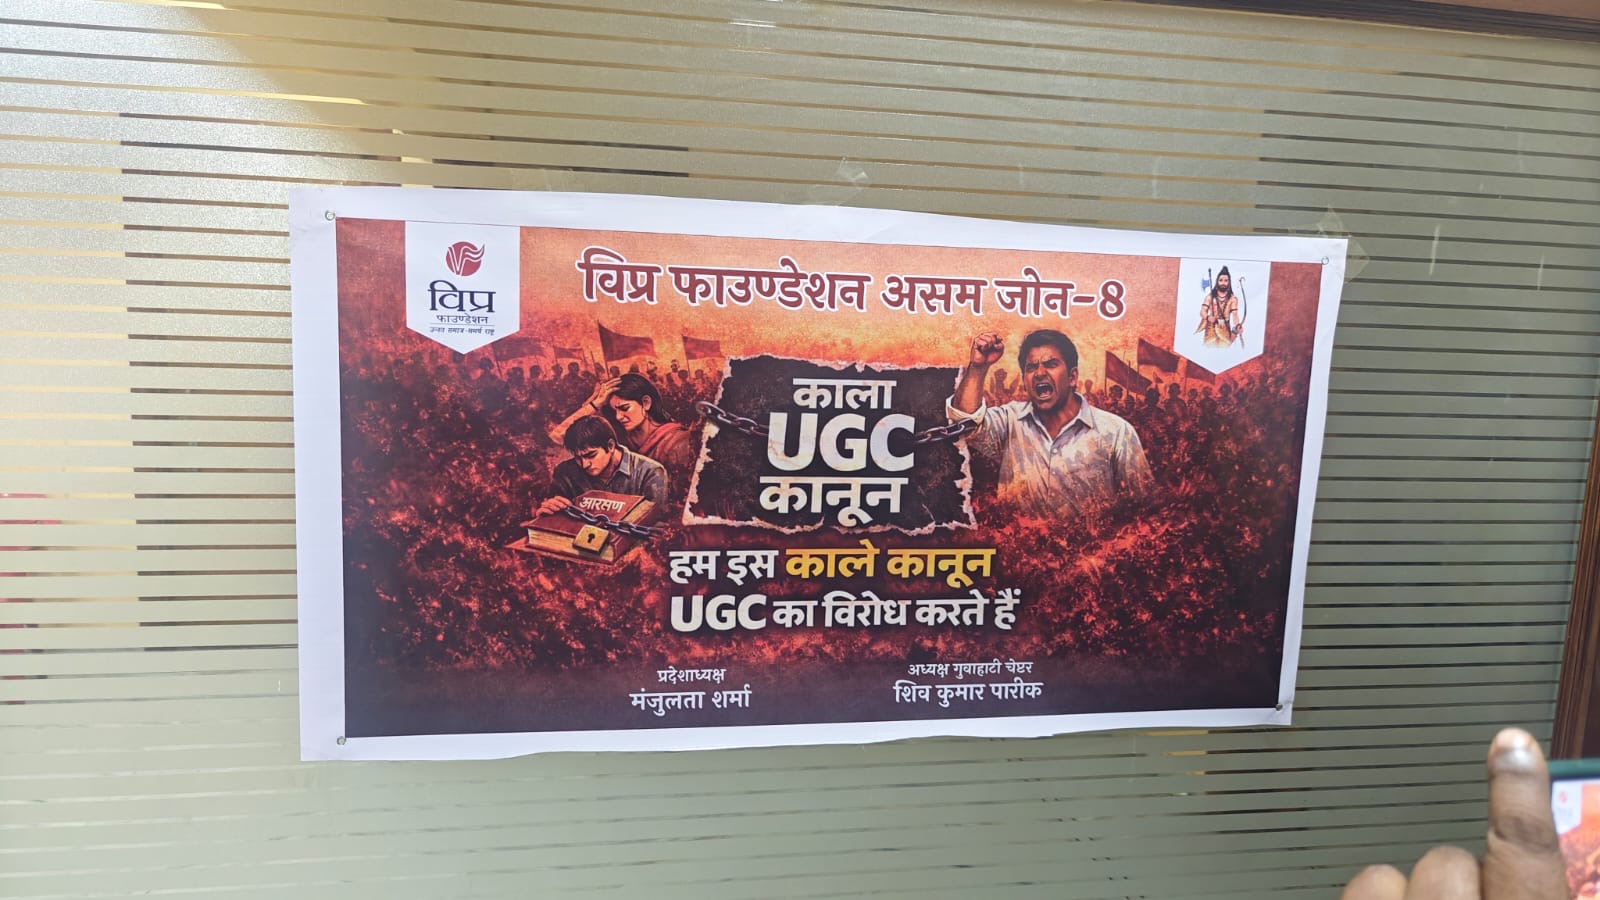 विप्र
फाउण्डेशन
उन्नत समाज-समर्थ राष्ट्र
विप्र फाउण्डेशन असम जोन-8
काला
UGC
कानून
आरक्षण
हम इस काले कानून
UGC का विरोध करते हैं
प्रदेशाध्यक्ष
मंजुलता शर्मा
अध्यक्ष गुवाहाटी चेप्टर
शिव कुमार पारीक